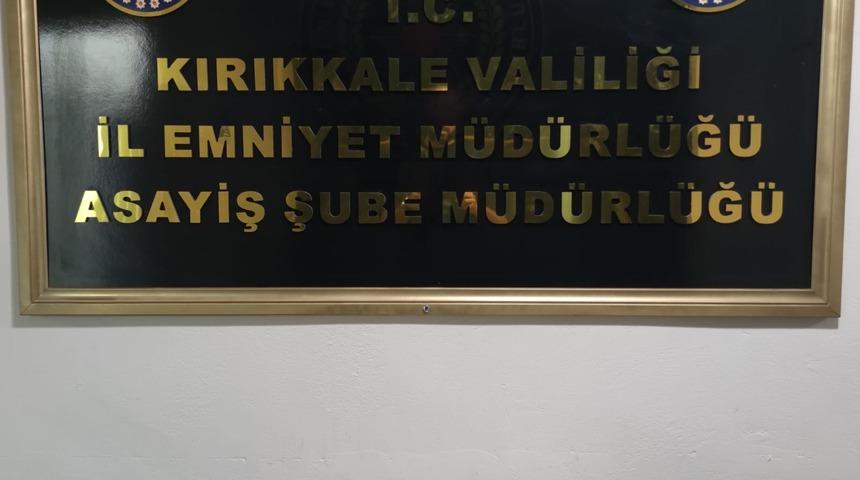 T.C.
KIRIKKALE VALİLİĞİ
İL EMNİYET MÜDÜRLÜĞÜ
ASAYİŞ ŞUBE MÜDÜRLÜĞÜ